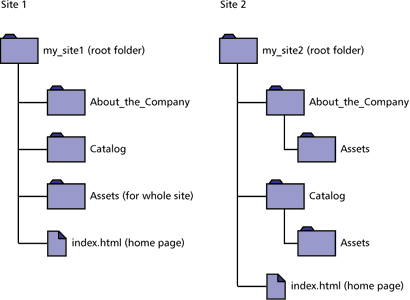 Site 1
my_site1 (root folder)
About_the_Company
Catalog
Assets (for whole site)
index.html (home page)
Site 2
my_site2 (root folder)
About_the_Company
Assets
Catalog
Assets
index.html (home page)